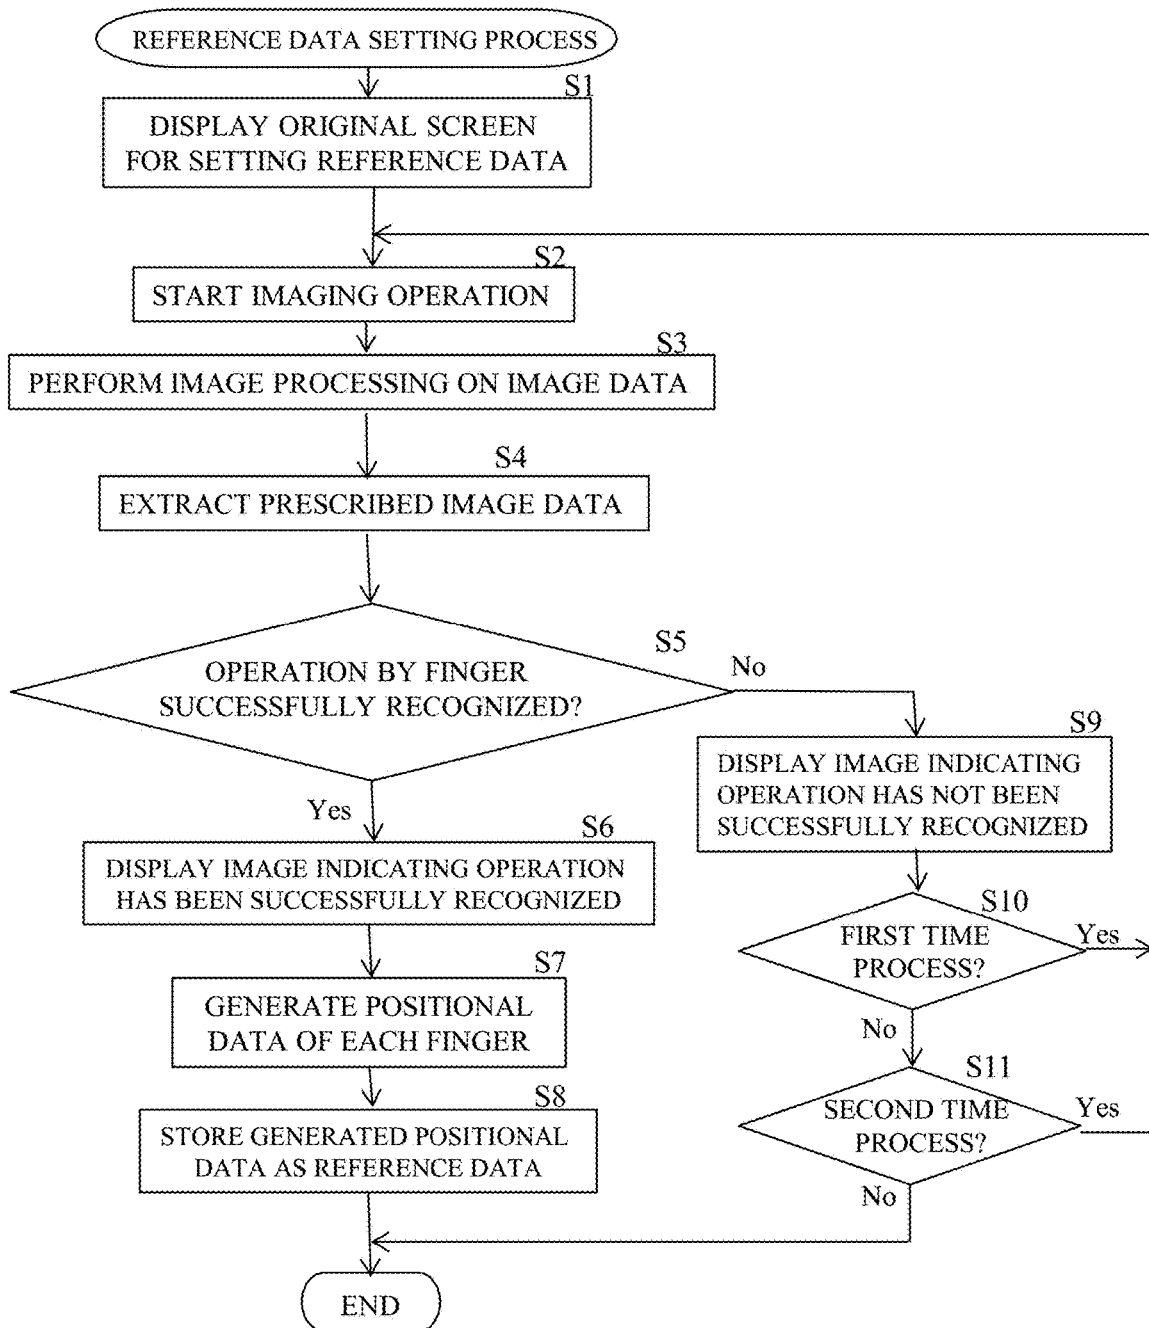 REFERENCE DATA SETTING PROCESS
S1
DISPLAY ORIGINAL SCREEN
FOR SETTING REFERENCE DATA
S2
START IMAGING OPERATION
S3
PERFORM IMAGE PROCESSING ON IMAGE DATA
S4
EXTRACT PRESCRIBED IMAGE DATA
S5
OPERATION BY FINGER
SUCCESSFULLY RECOGNIZED?
No
Yes
S6
DISPLAY IMAGE INDICATING OPERATION
HAS BEEN SUCCESSFULLY RECOGNIZED
S7
GENERATE POSITIONAL
DATA OF EACH FINGER
S8
STORE GENERATED POSITIONAL
DATA AS REFERENCE DATA
S9
DISPLAY IMAGE INDICATING
OPERATION HAS NOT BEEN
SUCCESSFULLY RECOGNIZED
S10
FIRST TIME
PROCESS?
Yes
No
S11
SECOND TIME
PROCESS?
Yes
No
END